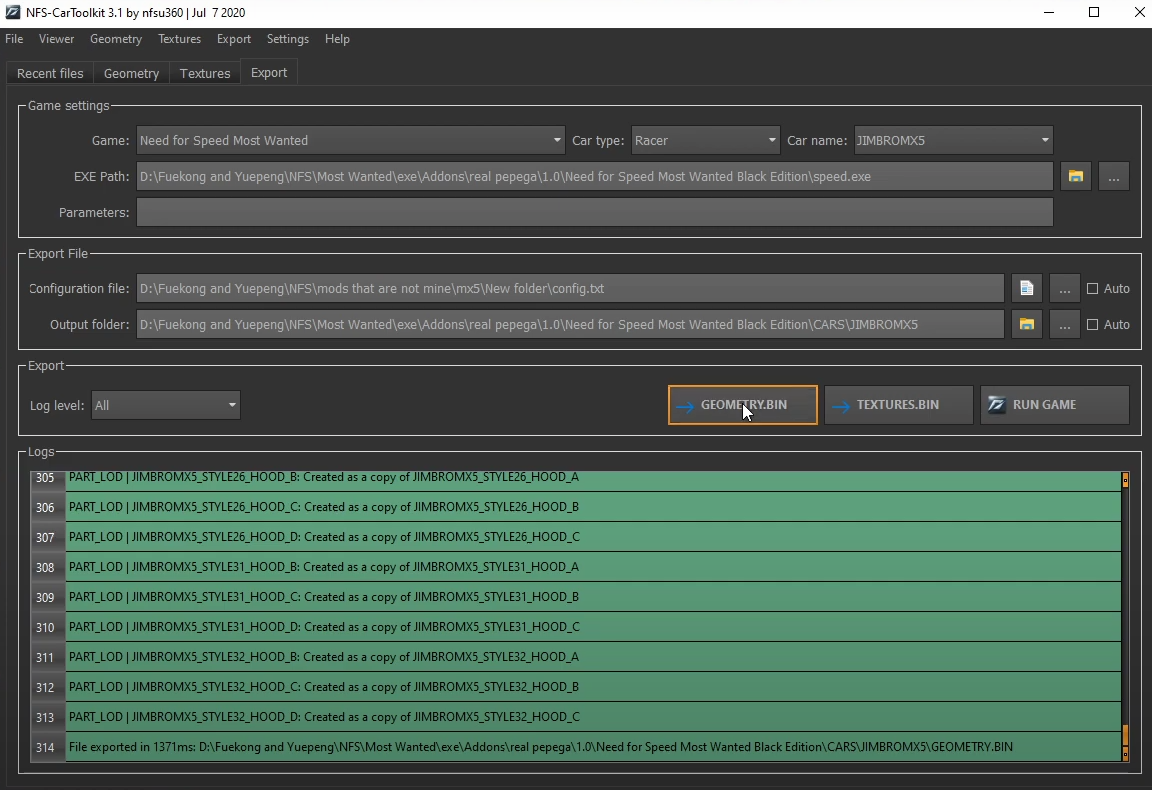 NFS-CarToolkit 3.1 by nfsu360 | Jul  7 2020
File Viewer Geometry Textures Export Settings Help
Recent files Geometry Textures Export
Game settings
Game: Need for Speed Most Wanted Car type: Racer Car name: JIMBROMX5
EXE Path: D:\Fuekong and Yuepeng\NFS\Most Wanted\exe\Addons\real pepega\1.0\Need for Speed Most Wanted Black Edition\speed.exe ...
Parameters:
Export File
Configuration file: D:\Fuekong and Yuepeng\NFS\mods that are not mine\mx5\New folder\config.txt ... Auto
Output folder: D:\Fuekong and Yuepeng\NFS\Most Wanted\exe\Addons\real pepega\1.0\Need for Speed Most Wanted Black Edition\CARS\JIMBROMX5 ... Auto
Export
Log level: All GEOMETRY.BIN TEXTURES.BIN RUN GAME
Logs
305 PART_LOD | JIMBROMX5_STYLE26_HOOD_B: Created as a copy of JIMBROMX5_STYLE26_HOOD_A
306 PART_LOD | JIMBROMX5_STYLE26_HOOD_C: Created as a copy of JIMBROMX5_STYLE26_HOOD_B
307 PART_LOD | JIMBROMX5_STYLE26_HOOD_D: Created as a copy of JIMBROMX5_STYLE26_HOOD_C
308 PART_LOD | JIMBROMX5_STYLE31_HOOD_B: Created as a copy of JIMBROMX5_STYLE31_HOOD_A
309 PART_LOD | JIMBROMX5_STYLE31_HOOD_C: Created as a copy of JIMBROMX5_STYLE31_HOOD_B
310 PART_LOD | JIMBROMX5_STYLE31_HOOD_D: Created as a copy of JIMBROMX5_STYLE31_HOOD_C
311 PART_LOD | JIMBROMX5_STYLE32_HOOD_B: Created as a copy of JIMBROMX5_STYLE32_HOOD_A
312 PART_LOD | JIMBROMX5_STYLE32_HOOD_C: Created as a copy of JIMBROMX5_STYLE32_HOOD_B
313 PART_LOD | JIMBROMX5_STYLE32_HOOD_D: Created as a copy of JIMBROMX5_STYLE32_HOOD_C
314 File exported in 1371ms: D:\Fuekong and Yuepeng\NFS\Most Wanted\exe\Addons\real pepega\1.0\Need for Speed Most Wanted Black Edition\CARS\JIMBROMX5\GEOMETRY.BIN